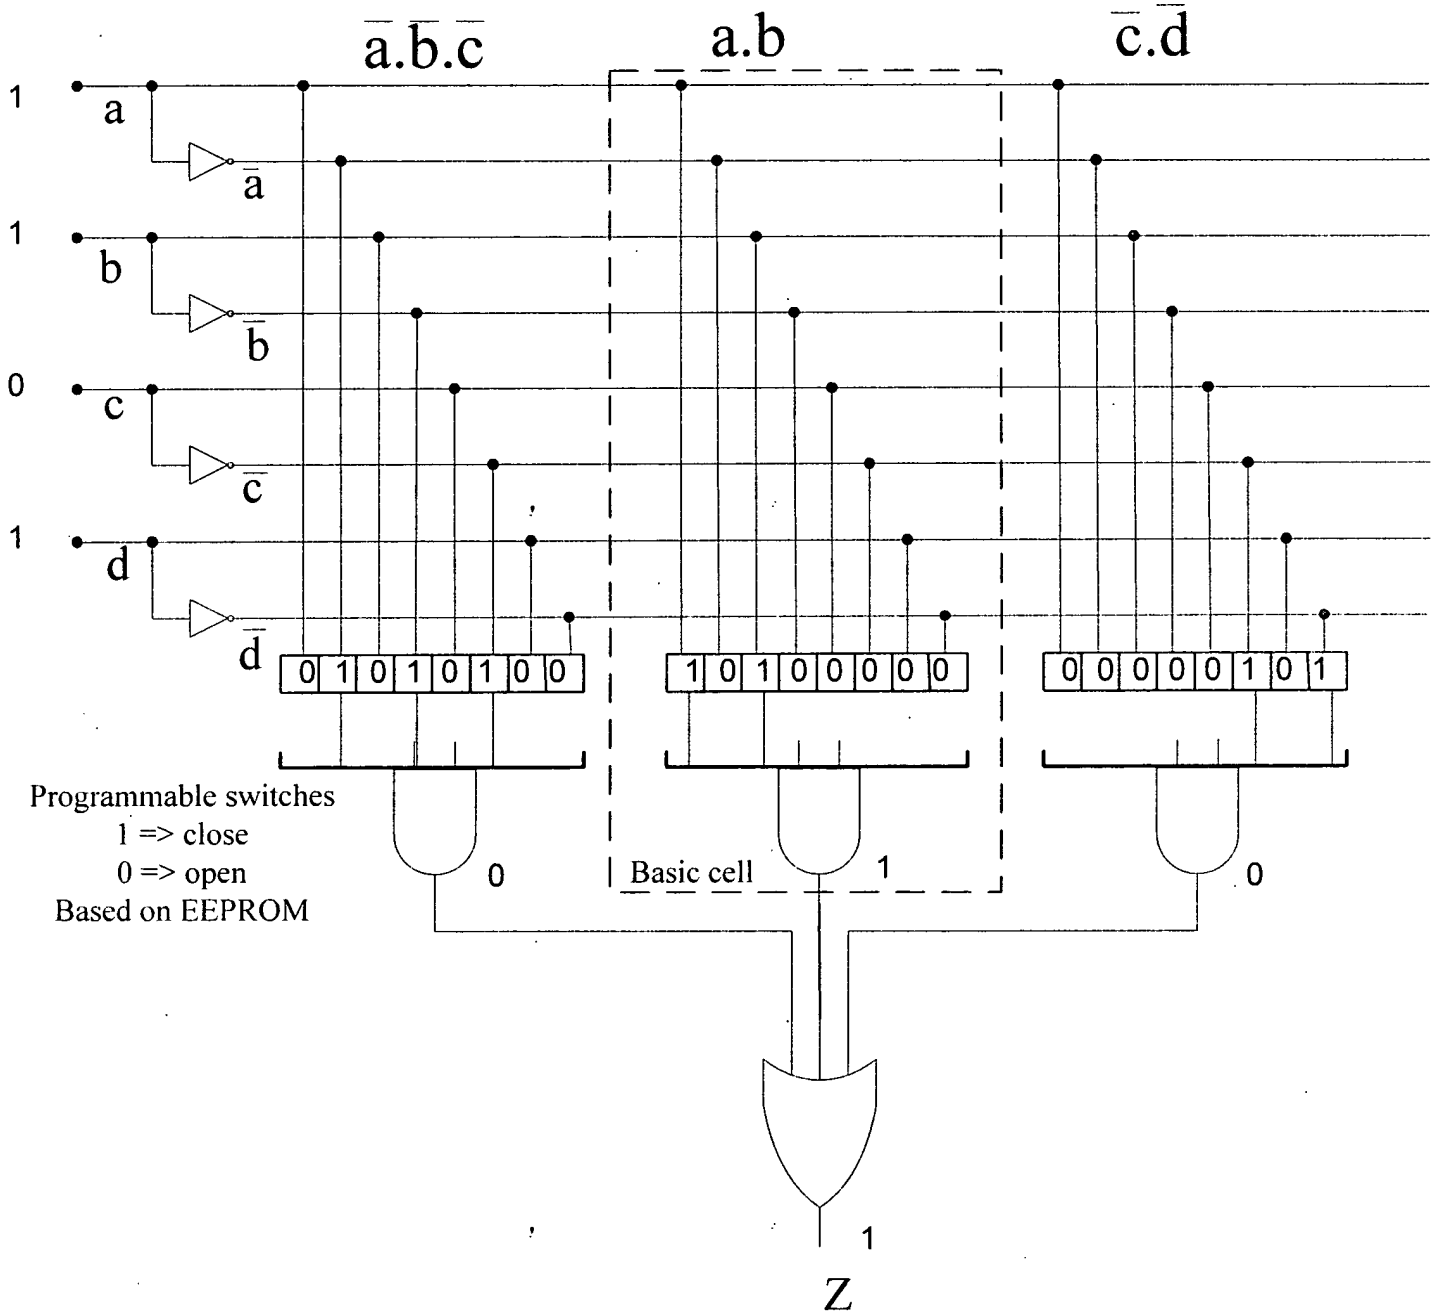 a̅.b̅.c̅ a.b c̅.d̅
1 a
a̅
1 b
b̅
0 c
c̅
1 d
d̅
0 1 0 1 0 1 0 0 1 0 1 0 0 0 0 0 0 0 0 0 0 1 0 1
Programmable switches
1 => close
0 => open
Based on EEPROM
0 Basic cell 1 0
1
Z